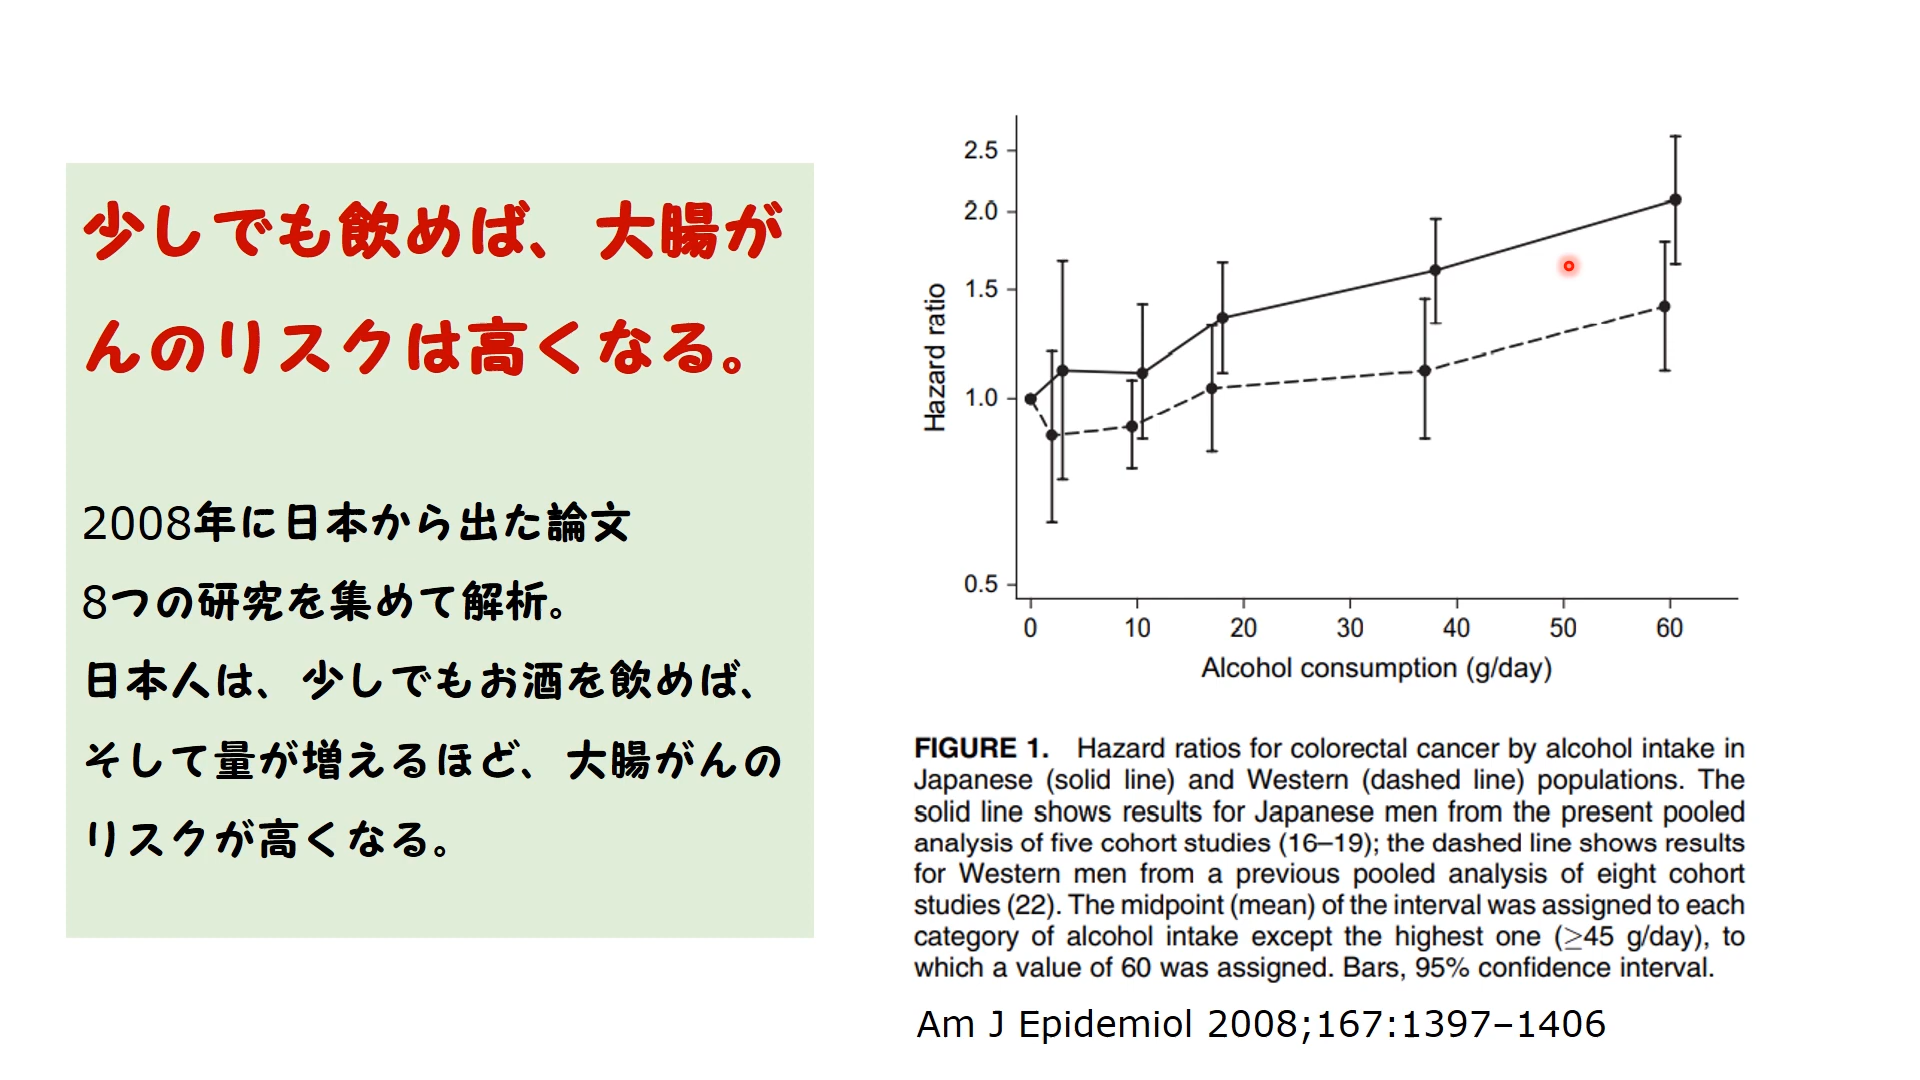 少しでも飲めば、大腸が
んのリスクは高くなる。
2008年に日本から出た論文
8つの研究を集めて解析。
日本人は、少しでもお酒を飲めば、
そして量が増えるほど、大腸がんの
リスクが高くなる。
Hazard ratio
2.5
2.0
1.5
1.0
0.5
0 10 20 30 40 50 60
Alcohol consumption (g/day)
FIGURE 1. Hazard ratios for colorectal cancer by alcohol intake in
Japanese (solid line) and Western (dashed line) populations. The
solid line shows results for Japanese men from the present pooled
analysis of five cohort studies (16–19); the dashed line shows results
for Western men from a previous pooled analysis of eight cohort
studies (22). The midpoint (mean) of the interval was assigned to each
category of alcohol intake except the highest one (≥45 g/day), to
which a value of 60 was assigned. Bars, 95% confidence interval.
Am J Epidemiol 2008;167:1397–1406